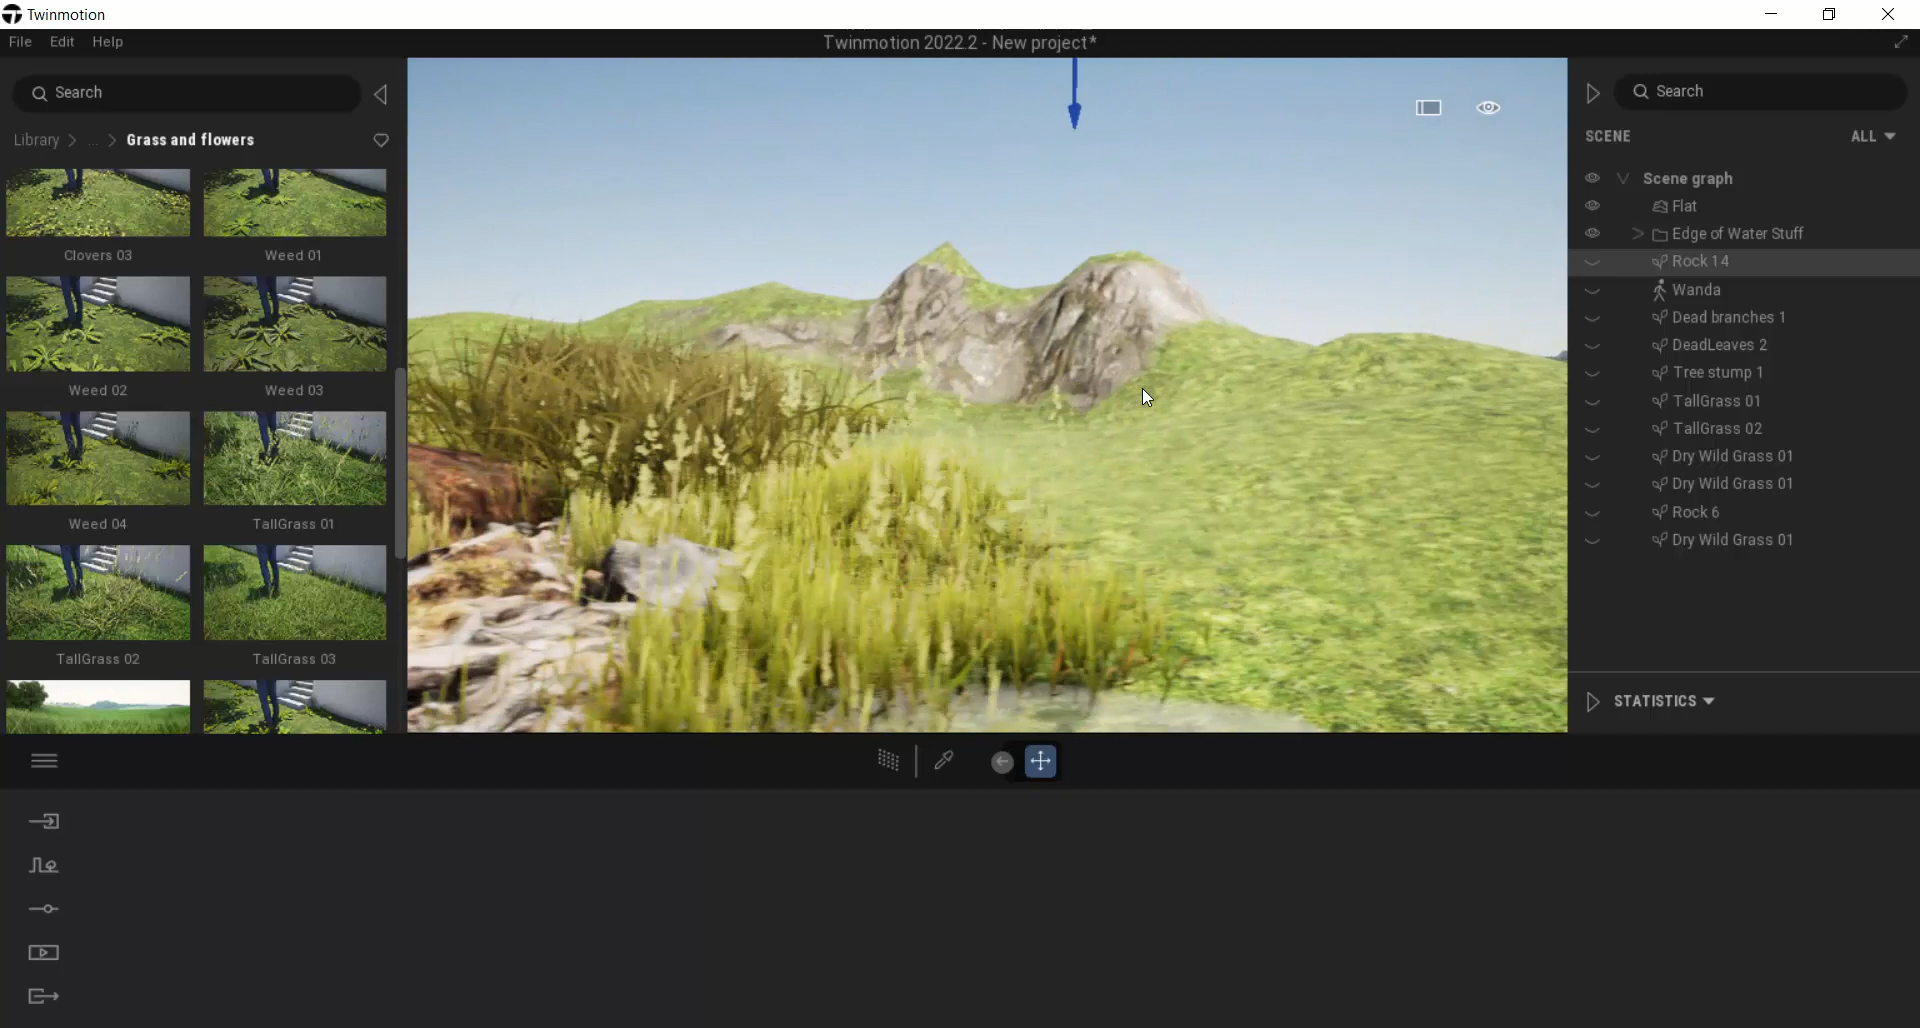 Twinmotion
File Edit Help
Twinmotion 2022.2 - New project*
Search
Library > ... > Grass and flowers
Clovers 03
Weed 01
Weed 02
Weed 03
Weed 04
TallGrass 01
TallGrass 02
TallGrass 03
Search
SCENE
ALL
Scene graph
Flat
Edge of Water Stuff
Rock 14
Wanda
Dead branches 1
DeadLeaves 2
Tree stump 1
TallGrass 01
TallGrass 02
Dry Wild Grass 01
Dry Wild Grass 01
Rock 6
Dry Wild Grass 01
STATISTICS